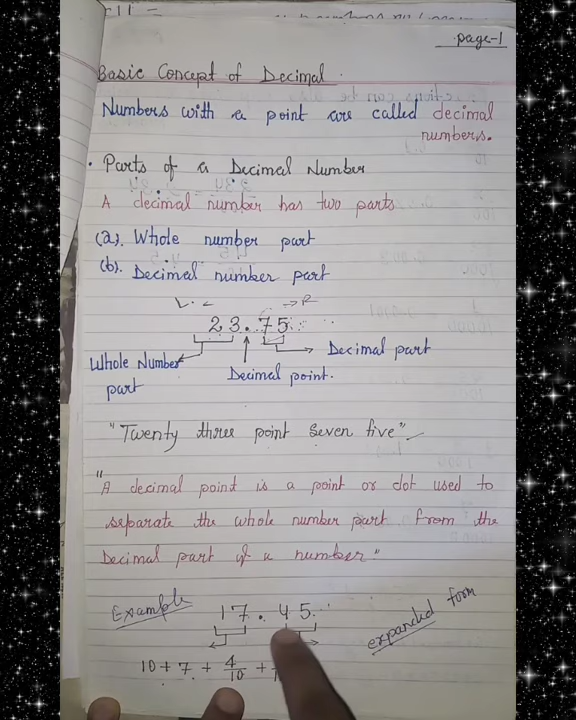 page-1
Basic Concept of Decimal.
Numbers with a point are called decimal
numbers.
• Parts of a Decimal Number
A decimal number has two parts
(a). Whole number part
(b). Decimal number part
23.75
Whole Number
part
Decimal point.
Decimal part
"Twenty three point Seven five"
"A decimal point is a point or dot used to
separate the whole number part from the
Decimal part of a number"
Example
17.45
expanded form
10 + 7 + 4/10 +